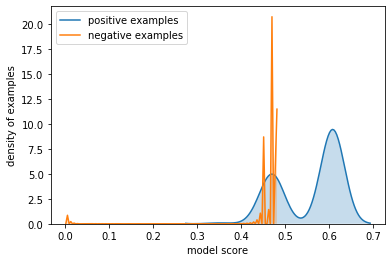 positive examples
negative examples
density of examples
20.0
17.5
15.0
12.5
10.0
7.5
5.0
2.5
0.0
0.0 0.1 0.2 0.3 0.4 0.5 0.6 0.7
model score